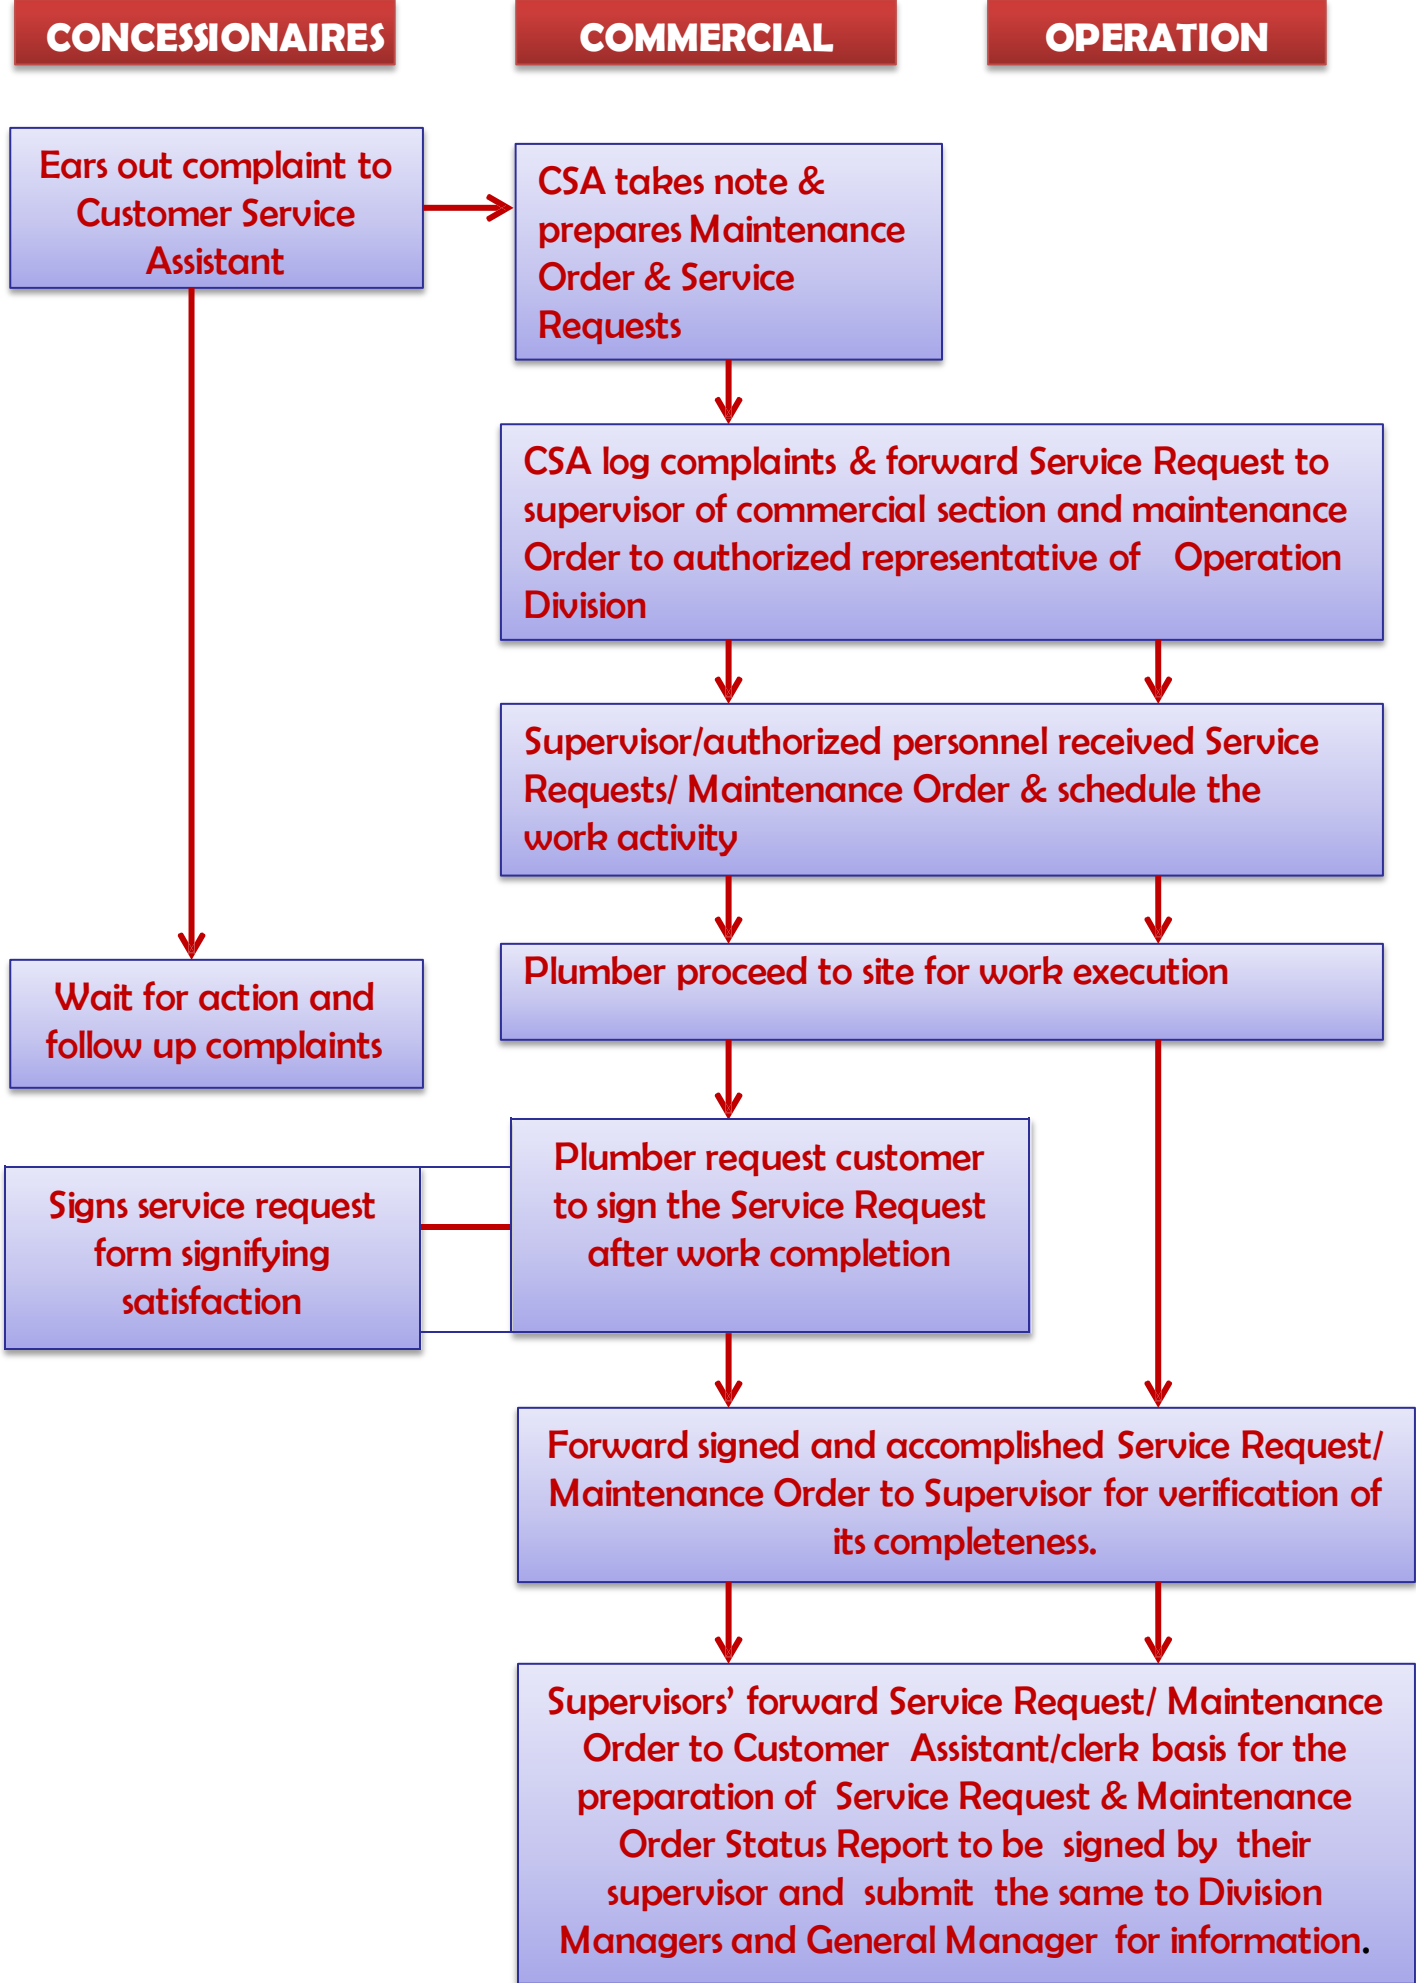 CONCESSIONAIRES
COMMERCIAL
OPERATION
Ears out complaint to
Customer Service
Assistant
CSA takes note &
prepares Maintenance
Order & Service
Requests
CSA log complaints & forward Service Request to
supervisor of commercial section and maintenance
Order to authorized representative of Operation
Division
Supervisor/authorized personnel received Service
Requests/ Maintenance Order & schedule the
work activity
Plumber proceed to site for work execution
Wait for action and
follow up complaints
Plumber request customer
to sign the Service Request
after work completion
Signs service request
form signifying
satisfaction
Forward signed and accomplished Service Request/
Maintenance Order to Supervisor for verification of
its completeness.
Supervisors’ forward Service Request/ Maintenance
Order to Customer Assistant/clerk basis for the
preparation of Service Request & Maintenance
Order Status Report to be signed by their
supervisor and submit the same to Division
Managers and General Manager for information.